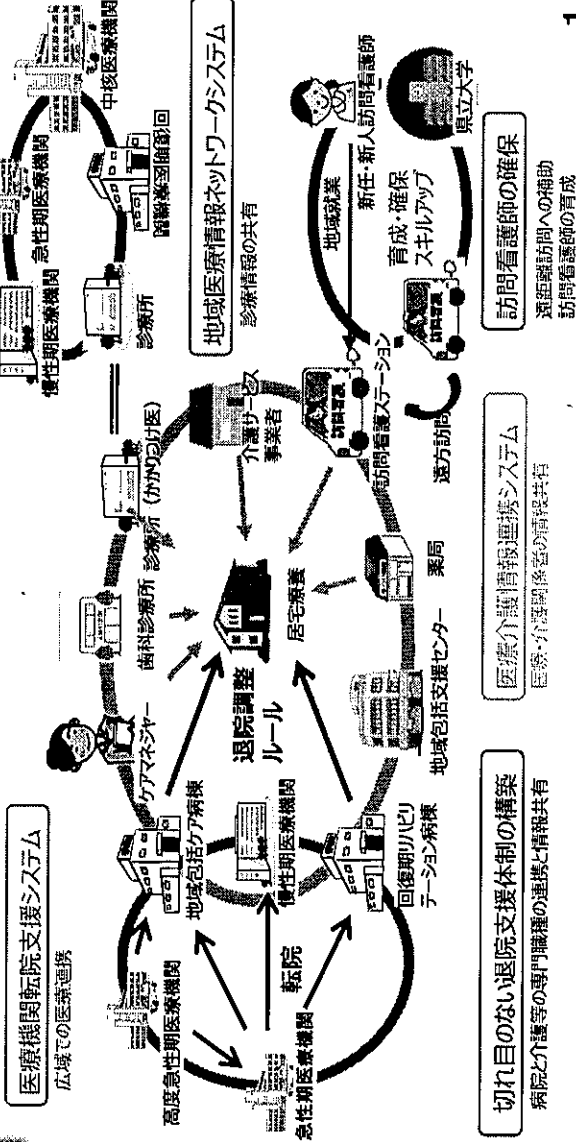 医療機関転院支援システム
広域での医療連携
高度急性期医療機関
急性期医療機関
転院
地域包括ケア病棟
慢性期医療機関
回復期リハビリ
テーション病棟
ケアマネジャー
歯科診療所
診療所（かかりつけ医）
介護サービス
事業者
訪問看護ステーション
訪問看護
薬局
地域包括支援センター
退院調整
ルール
居宅療養
慢性期医療機関
急性期医療機関
中核医療機関
診療所
地域医療情報ネットワークシステム
診療情報の共有
地域就業
新任・新人訪問看護師
育成・確保
スキルアップ
県立大学
訪問看護
遠方訪問
切れ目のない退院支援体制の構築
病院と介護等の専門職種の連携と情報共有
医療介護情報連携システム
医療・介護関係者の情報共有
訪問看護師の確保
遠距離訪問への補助
訪問看護師の育成
1